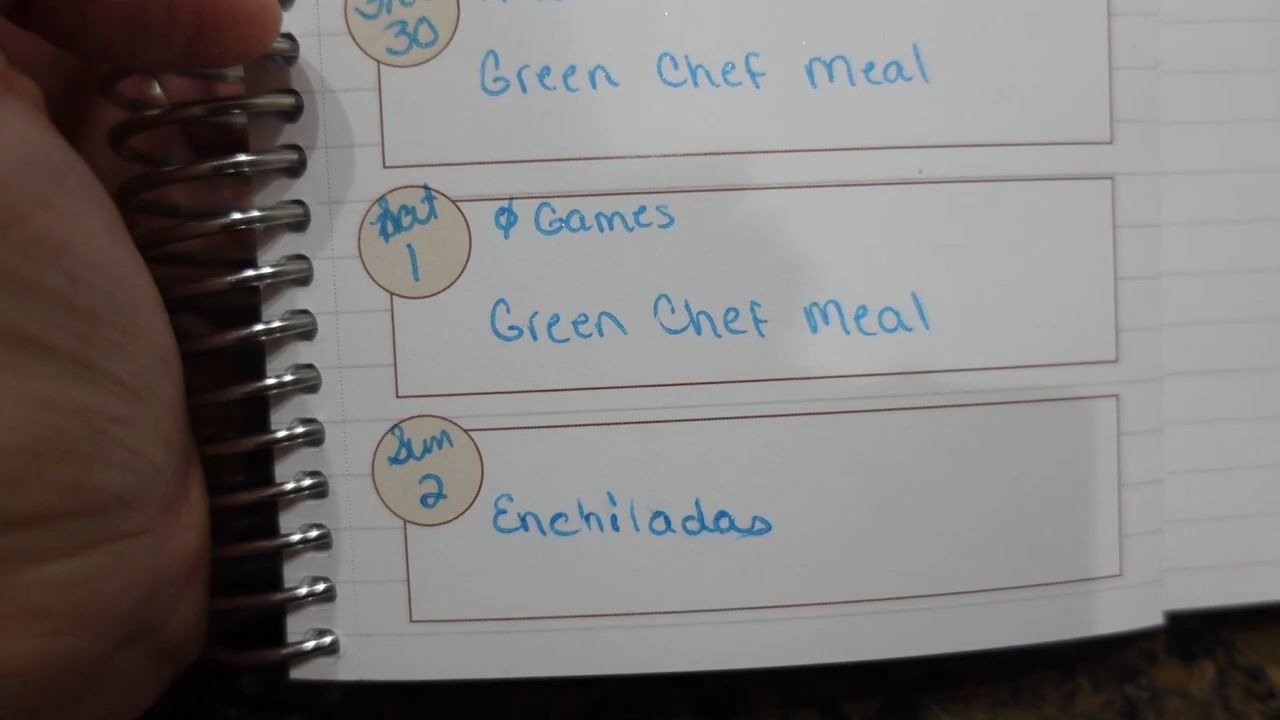 30
Green Chef Meal
Sat
1
φ Games
Green Chef Meal
Sun
2
Enchiladas